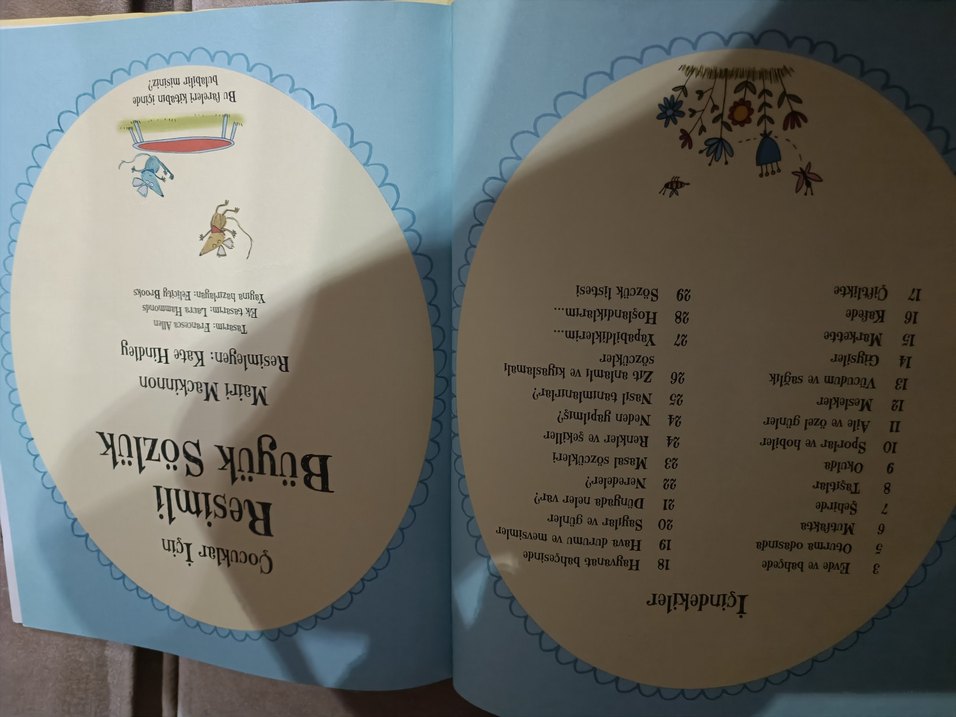 İçindekiler
3 Evde ve bahçede
5 Oturma odasında
6 Mutfakta
7 Şehirde
8 Taşıtlar
9 Okulda
10 Sporlar ve hobiler
11 Aile ve özel günler
12 Meslekler
13 Vücudum ve sağlık
14 Giysiler
15 Markette
16 Kafede
17 Çiftlikte
18 Hayvanat bahçesinde
19 Hava durumu ve mevsimler
20 Sayılar ve günler
21 Dünyada neler var?
22 Neredeler?
23 Masal sözcükleri
24 Renkler ve şekiller
24 Neden yapılmış?
25 Nasıl tanımlanırlar?
26 Zıt anlamlı ve kıyaslamalı
sözcükler
27 Yapabildiklerim...
28 Hoşlandıklarım...
29 Sözcük listesi
Çocuklar İçin
Resimli
Büyük Sözlük
Mairi Mackinnon
Resimleyen: Kate Hindley
Tasarım: Francesca Allen
Ek tasarım: Laura Hammonds
Yayına hazırlayan: Felicity Brooks
Bu fareleri kitabın içinde
bulabilir misiniz?